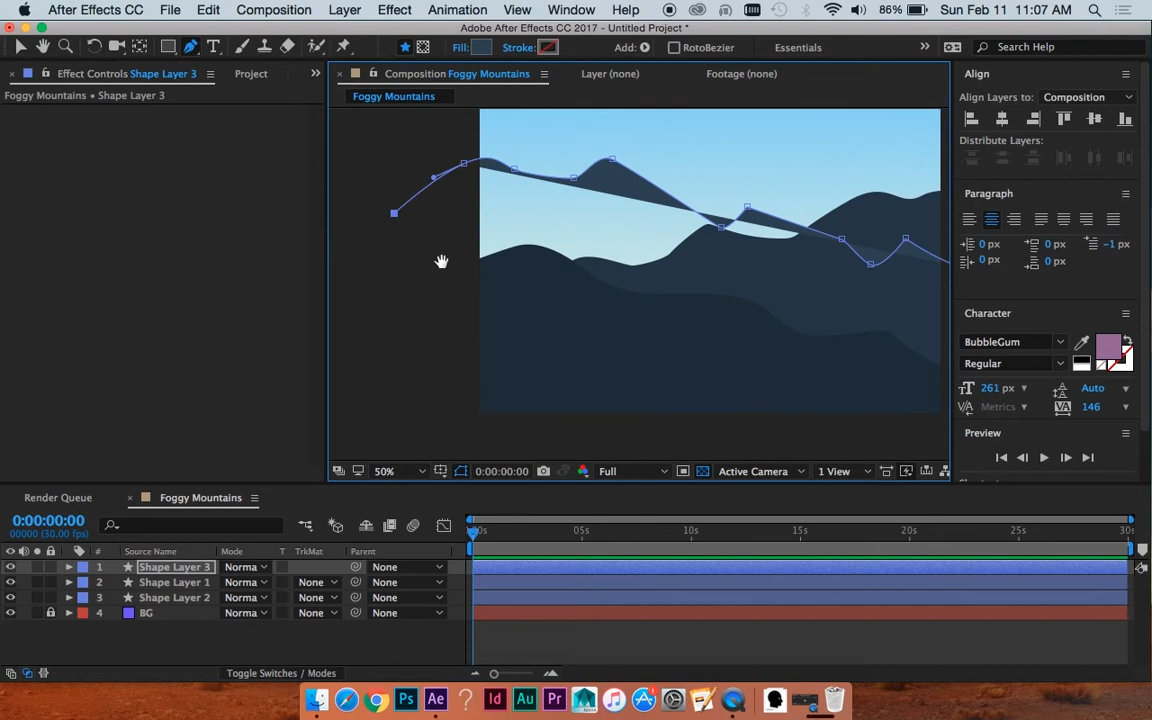 After Effects CC File Edit Composition Layer Effect Animation View Window Help 86% Sun Feb 11 11:07 AM
Adobe After Effects CC 2017 - Untitled Project *
Fill: Stroke: Add: RotoBezier Essentials Search Help
Effect Controls Shape Layer 3 Project Composition Foggy Mountains Layer (none) Footage (none) Align
Foggy Mountains • Shape Layer 3 Foggy Mountains Align Layers to: Composition
Distribute Layers:
Paragraph
0 px 0 px -1 px
0 px 0 px
Character
BubbleGum
Regular
261 px Auto
Metrics 146
Preview
50% 0:00:00:00 Full Active Camera 1 View
Render Queue Foggy Mountains
0:00:00:00
00000 (30.00 fps) 05s 10s 15s 20s 25s 30s
# Source Name Mode T TrkMat Parent
1 Shape Layer 3 Norma None
2 Shape Layer 1 Norma None None
3 Shape Layer 2 Norma None None
4 BG Norma None None
Toggle Switches / Modes
Ps Ae ? Id Au Pr MAYA